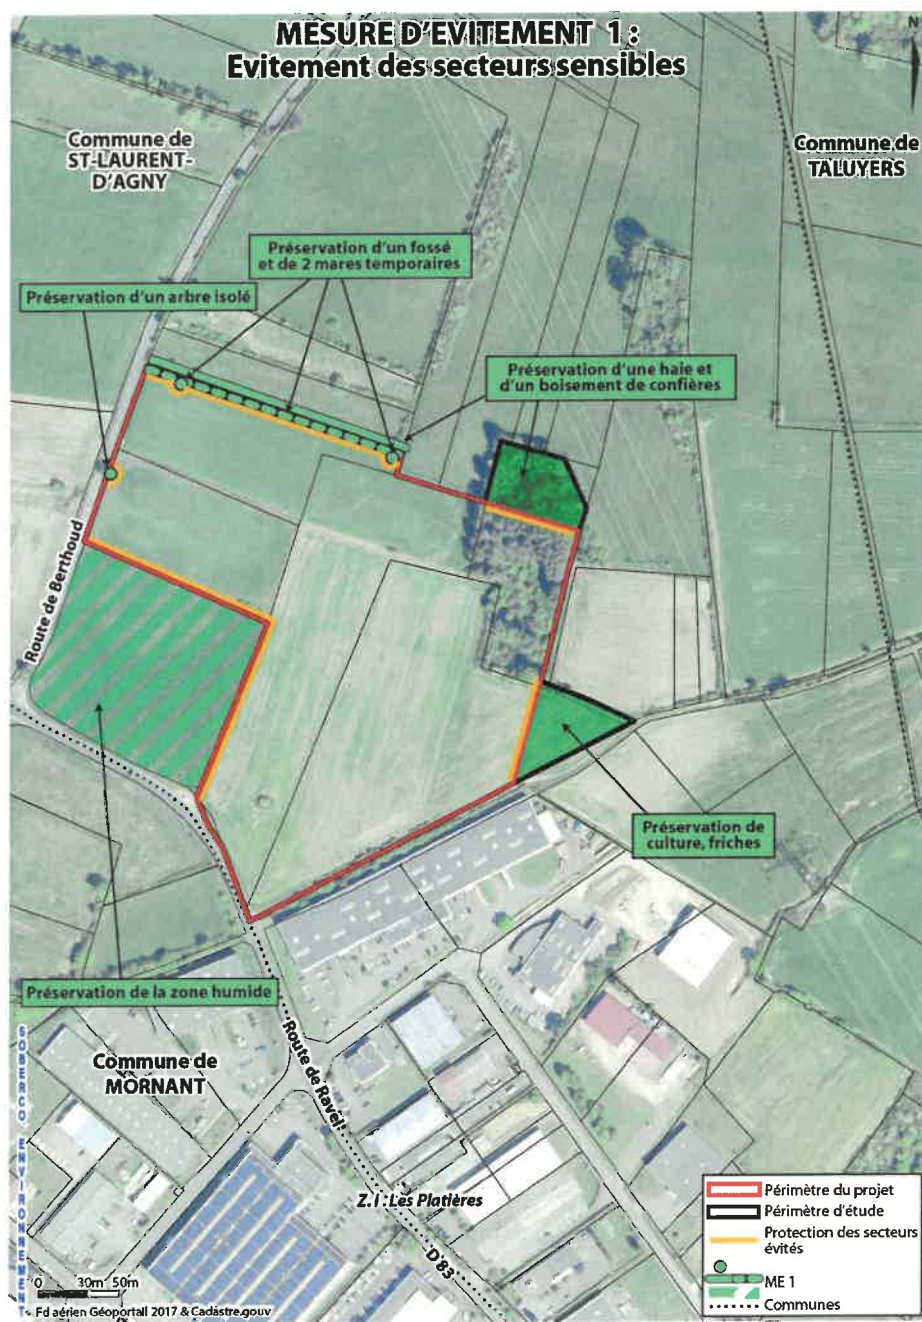 MESURE D'EVITEMENT 1 :
Evitement des secteurs sensibles
N
Commune de
ST-LAURENT-
D'AGNY
Commune de
TALUYERS
Préservation d'un fossé
et de 2 mares temporaires
Préservation d'un arbre isolé
Préservation d'une haie et
d'un boisement de confières
Route de Berthoud
Préservation de
culture, friches
Préservation de la zone humide
Commune de
MORNANT
Route de Ravel
Z.I : Les Platières
D 83
SOBERCO ENVIRONNEMENT
0 30m 50m
Fd aérien Géoportail 2017 & Cadastre.gouv
Périmètre du projet
Périmètre d'étude
Protection des secteurs
évités
ME 1
Communes